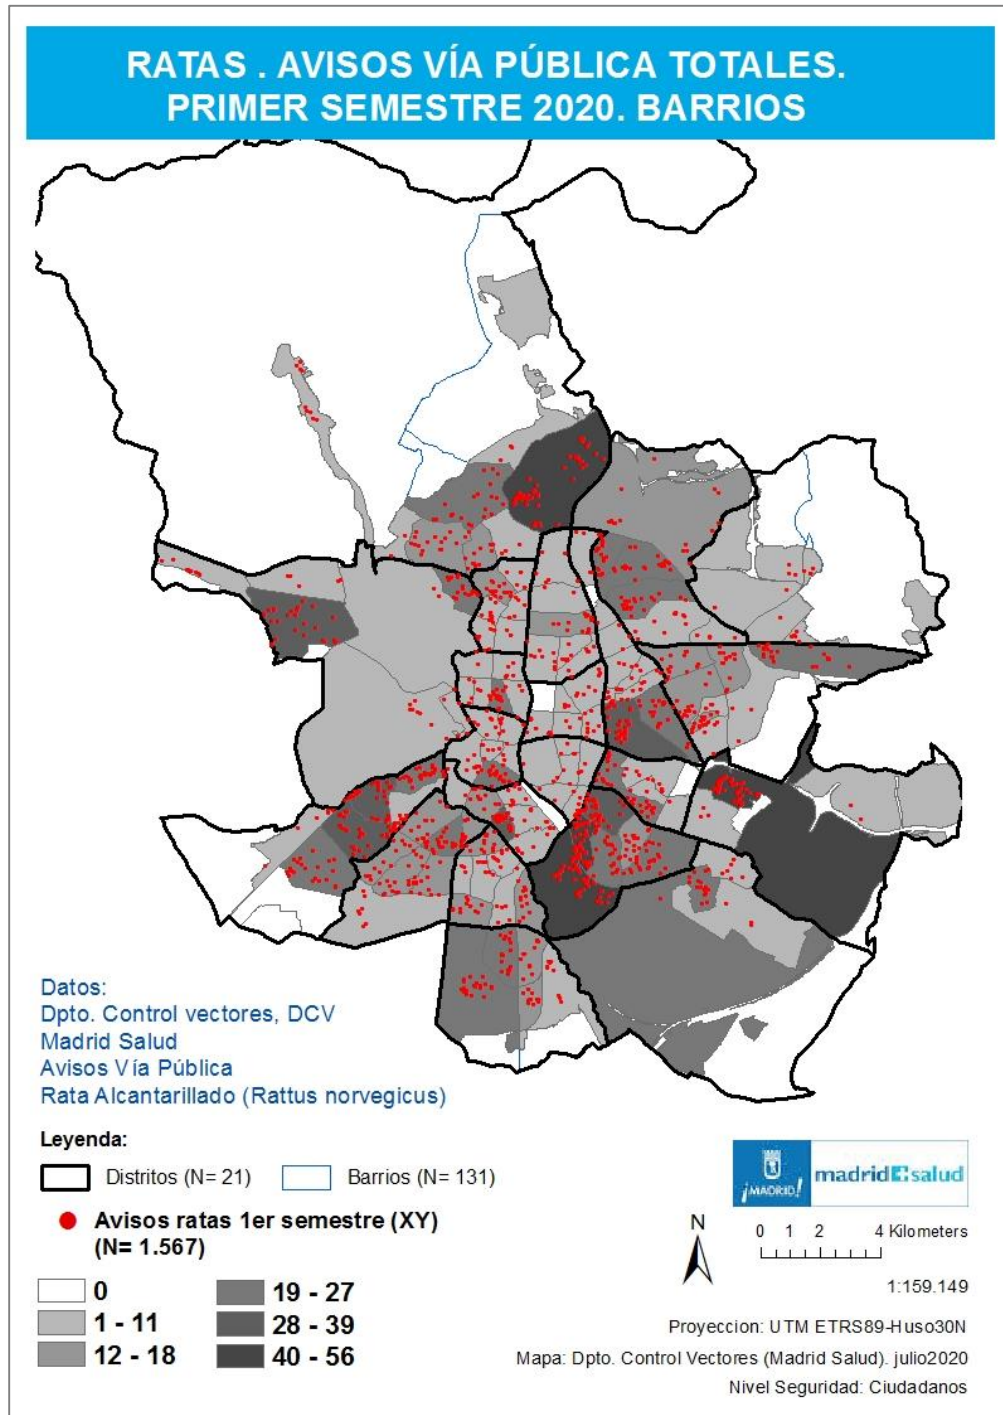 RATAS . AVISOS VÍA PÚBLICA TOTALES.
PRIMER SEMESTRE 2020. BARRIOS
Datos:
Dpto. Control vectores, DCV
Madrid Salud
Avisos Vía Pública
Rata Alcantarillado (Rattus norvegicus)
Leyenda:
Distritos (N= 21)
Barrios (N= 131)
Avisos ratas 1er semestre (XY)
(N= 1.567)
0
1 - 11
12 - 18
19 - 27
28 - 39
40 - 56
¡MADRID!
madrid salud
N
0 1 2 4 Kilometers
1:159.149
Proyeccion: UTM ETRS89-Huso30N
Mapa: Dpto. Control Vectores (Madrid Salud). julio2020
Nivel Seguridad: Ciudadanos